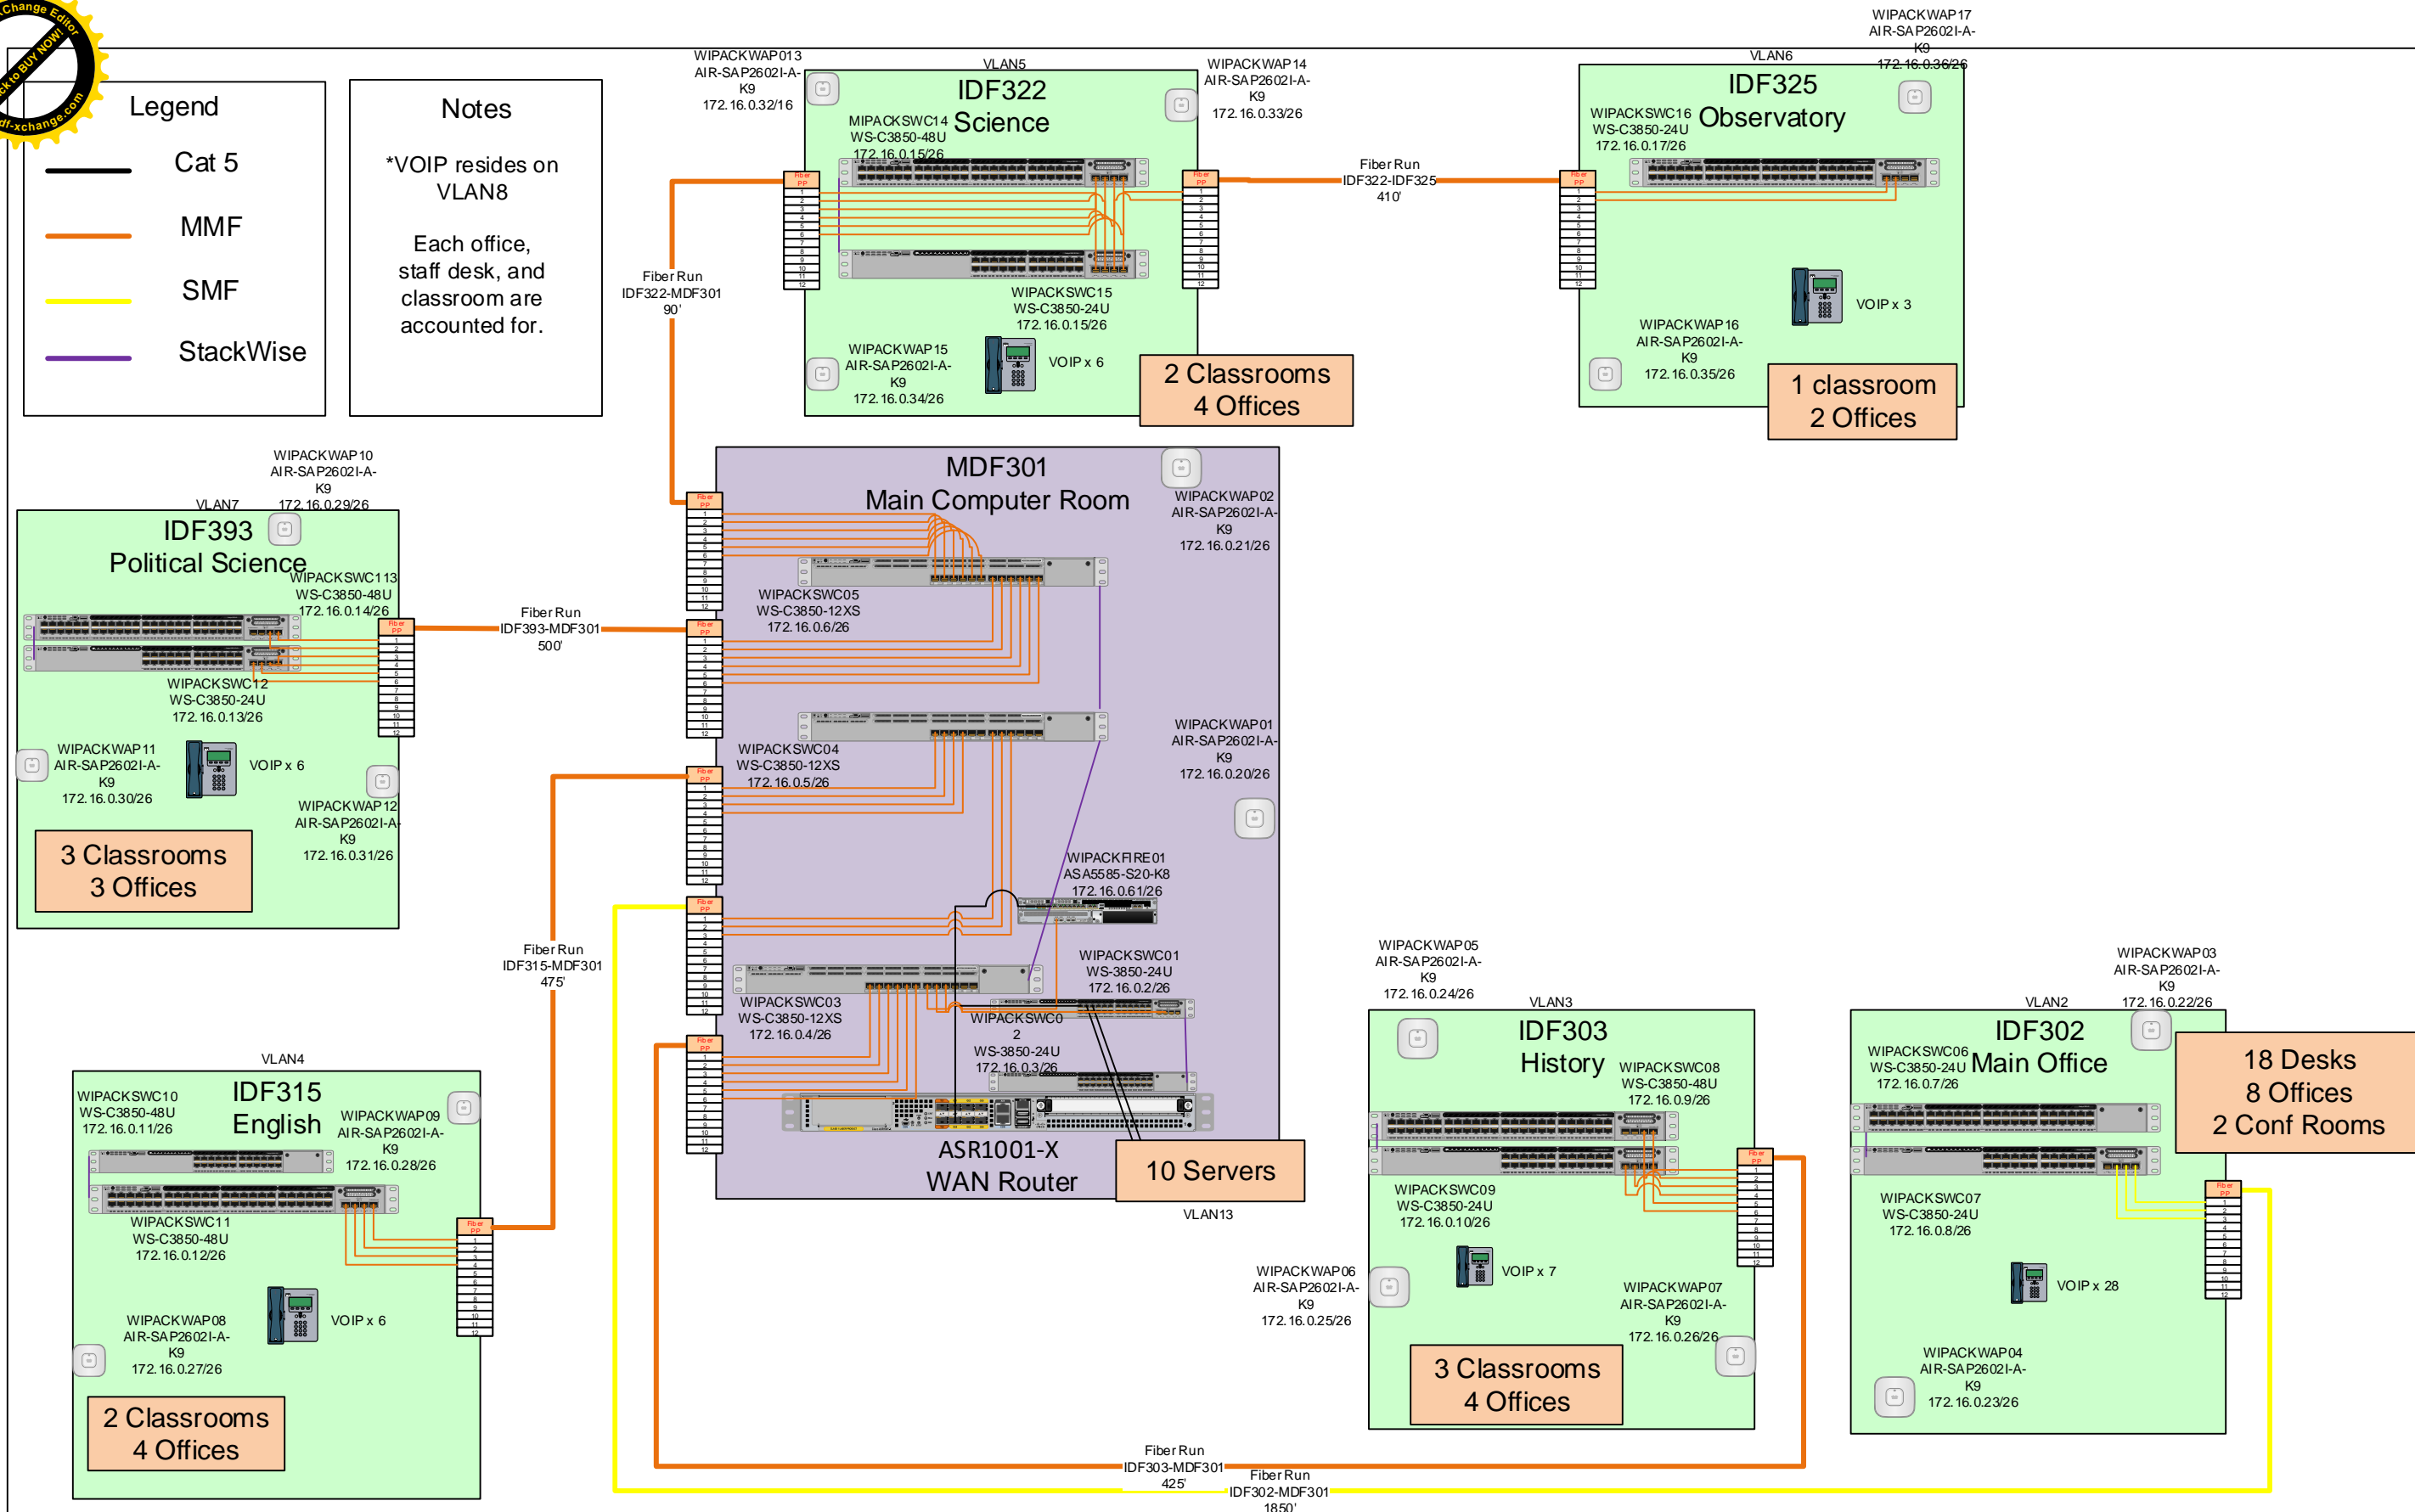 Change Editor
Click to BUY NOW!
pdf-xchange.com
Legend
Cat 5
MMF
SMF
StackWise
Notes
*VOIP resides on
VLAN8
Each office,
staff desk, and
classroom are
accounted for.
WIPACKWAP013
AIR-SAP2602I-A-
K9
172.16.0.32/16
VLAN5
IDF322
Science
WIPACKWAP14
AIR-SAP2602I-A-
K9
172.16.0.33/26
MIPACKSWC14
WS-C3850-48U
172.16.0.15/26
WIPACKSWC15
WS-C3850-24U
172.16.0.15/26
WIPACKWAP15
AIR-SAP2602I-A-
K9
172.16.0.34/26
VOIP x 6
2 Classrooms
4 Offices
Fiber Run
IDF322-IDF325
410'
WIPACKWAP17
AIR-SAP2602I-A-
K9
172.16.0.36/26
VLAN6
IDF325
Observatory
WIPACKSWC16
WS-C3850-24U
172.16.0.17/26
VOIP x 3
WIPACKWAP16
AIR-SAP2602I-A-
K9
172.16.0.35/26
1 classroom
2 Offices
Fiber Run
IDF322-MDF301
90'
WIPACKWAP10
AIR-SAP2602I-A-
K9
172.16.0.29/26
VLAN7
IDF393
Political Science
WIPACKSWC113
WS-C3850-48U
172.16.0.14/26
WIPACKSWC12
WS-C3850-24U
172.16.0.13/26
WIPACKWAP11
AIR-SAP2602I-A-
K9
172.16.0.30/26
VOIP x 6
WIPACKWAP12
AIR-SAP2602I-A-
K9
172.16.0.31/26
3 Classrooms
3 Offices
Fiber Run
IDF393-MDF301
500'
MDF301
Main Computer Room
WIPACKWAP02
AIR-SAP2602I-A-
K9
172.16.0.21/26
WIPACKSWC05
WS-C3850-12XS
172.16.0.6/26
WIPACKSWC04
WS-C3850-12XS
172.16.0.5/26
WIPACKWAP01
AIR-SAP2602I-A-
K9
172.16.0.20/26
WIPACKFIRE01
ASA5585-S20-K8
172.16.0.61/26
WIPACKSWC01
WS-3850-24U
172.16.0.2/26
WIPACKSWC03
WS-C3850-12XS
172.16.0.4/26
WIPACKSWC0
2
WS-3850-24U
172.16.0.3/26
ASR1001-X
WAN Router
10 Servers
VLAN13
Fiber Run
IDF315-MDF301
475'
VLAN4
IDF315
English
WIPACKSWC10
WS-C3850-48U
172.16.0.11/26
WIPACKWAP09
AIR-SAP2602I-A-
K9
172.16.0.28/26
WIPACKSWC11
WS-C3850-48U
172.16.0.12/26
WIPACKWAP08
AIR-SAP2602I-A-
K9
172.16.0.27/26
VOIP x 6
2 Classrooms
4 Offices
WIPACKWAP05
AIR-SAP2602I-A-
K9
172.16.0.24/26
VLAN3
IDF303
History
WIPACKSWC08
WS-C3850-48U
172.16.0.9/26
WIPACKSWC09
WS-C3850-24U
172.16.0.10/26
VOIP x 7
WIPACKWAP06
AIR-SAP2602I-A-
K9
172.16.0.25/26
WIPACKWAP07
AIR-SAP2602I-A-
K9
172.16.0.26/26
3 Classrooms
4 Offices
WIPACKWAP03
AIR-SAP2602I-A-
K9
172.16.0.22/26
VLAN2
IDF302
Main Office
WIPACKSWC06
WS-C3850-24U
172.16.0.7/26
18 Desks
8 Offices
2 Conf Rooms
WIPACKSWC07
WS-C3850-24U
172.16.0.8/26
VOIP x 28
WIPACKWAP04
AIR-SAP2602I-A-
K9
172.16.0.23/26
Fiber Run
IDF303-MDF301
425'
Fiber Run
IDF302-MDF301
1850'